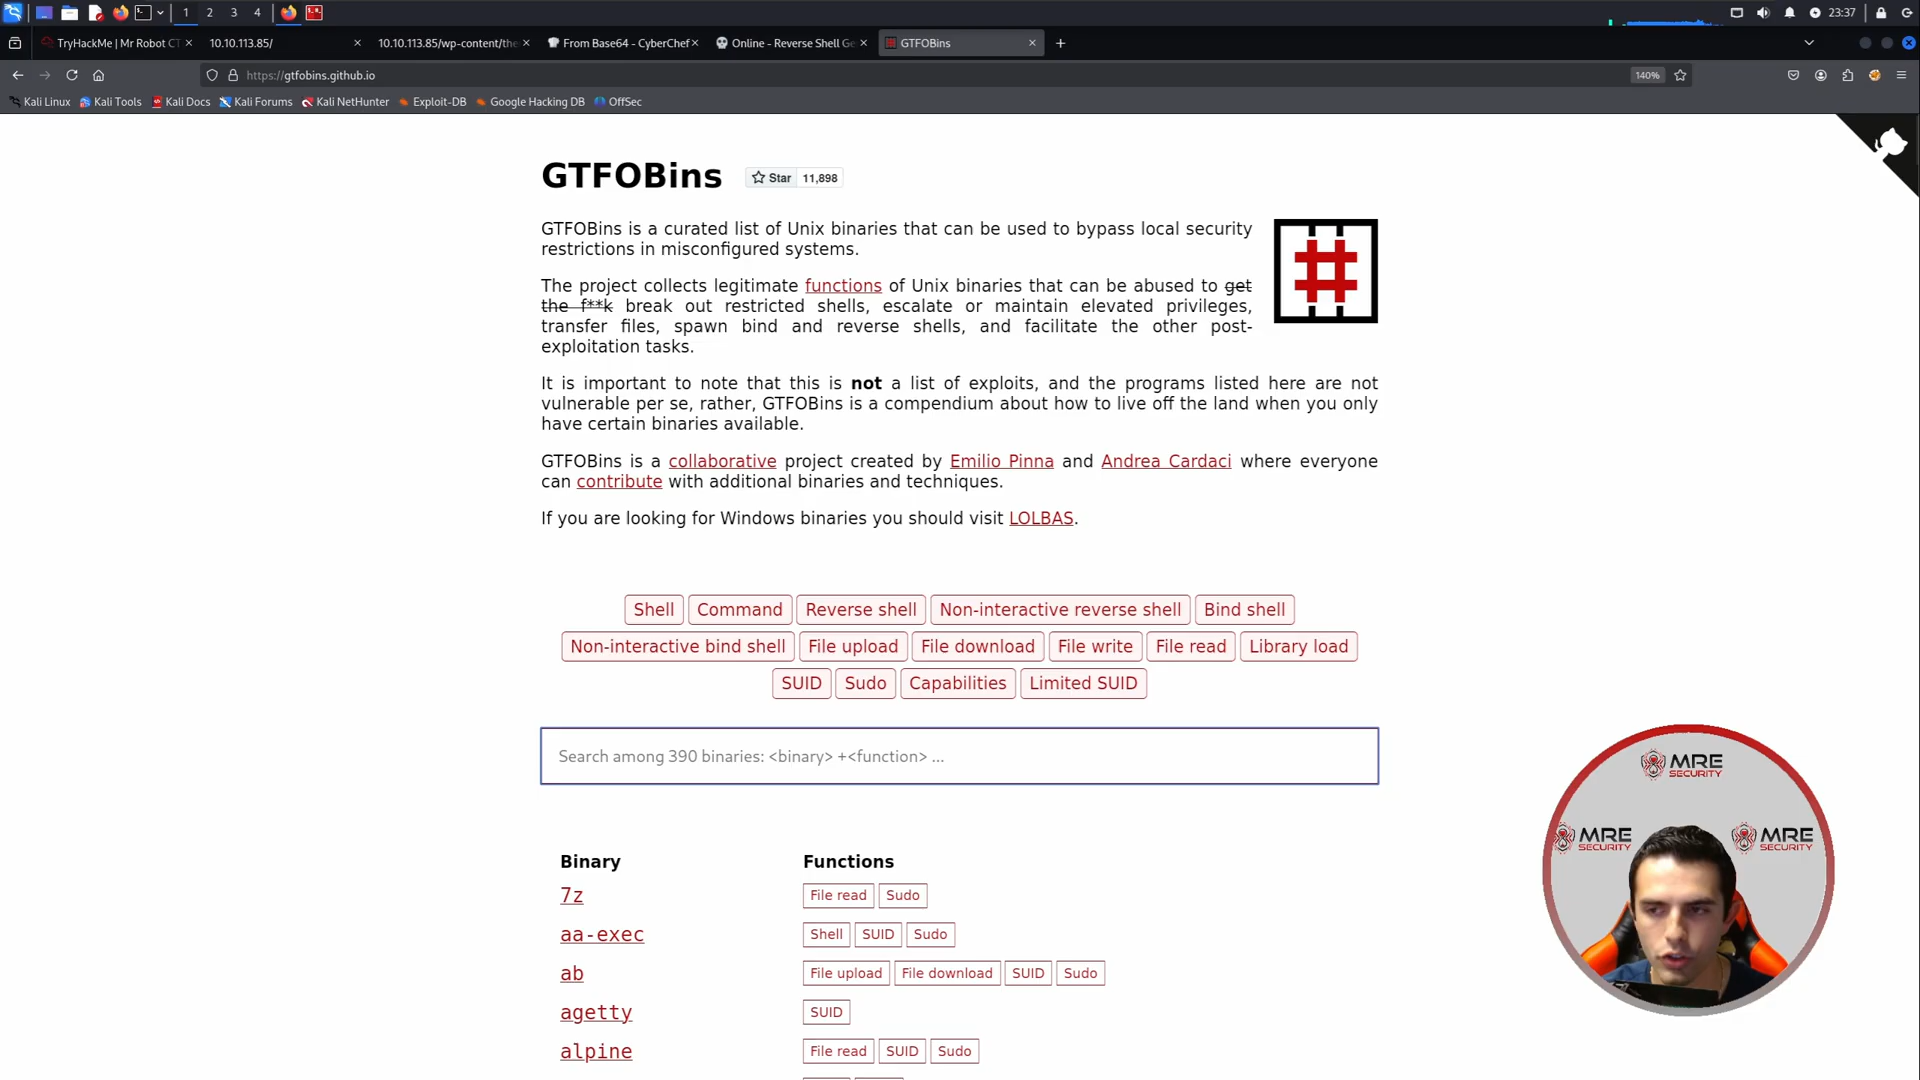 1 2 3 4 23:37
TryHackMe | Mr Robot CT 10.10.113.85/ 10.10.113.85/wp-content/the From Base64 - CyberChef Online - Reverse Shell Ge GTFOBins
https://gtfobins.github.io 140%
Kali Linux Kali Tools Kali Docs Kali Forums Kali NetHunter Exploit-DB Google Hacking DB OffSec
GTFOBins Star 11,898
GTFOBins is a curated list of Unix binaries that can be used to bypass local security
restrictions in misconfigured systems.
The project collects legitimate functions of Unix binaries that can be abused to get
the f**k break out restricted shells, escalate or maintain elevated privileges,
transfer files, spawn bind and reverse shells, and facilitate the other post-
exploitation tasks.
It is important to note that this is not a list of exploits, and the programs listed here are not
vulnerable per se, rather, GTFOBins is a compendium about how to live off the land when you only
have certain binaries available.
GTFOBins is a collaborative project created by Emilio Pinna and Andrea Cardaci where everyone
can contribute with additional binaries and techniques.
If you are looking for Windows binaries you should visit LOLBAS.
Shell Command Reverse shell Non-interactive reverse shell Bind shell
Non-interactive bind shell File upload File download File write File read Library load
SUID Sudo Capabilities Limited SUID
Search among 390 binaries: <binary> +<function> ...
Binary Functions
7z File read Sudo
aa-exec Shell SUID Sudo
ab File upload File download SUID Sudo
agetty SUID
alpine File read SUID Sudo
MRE
SECURITY
MRE
SECURITY
MRE
SECURITY